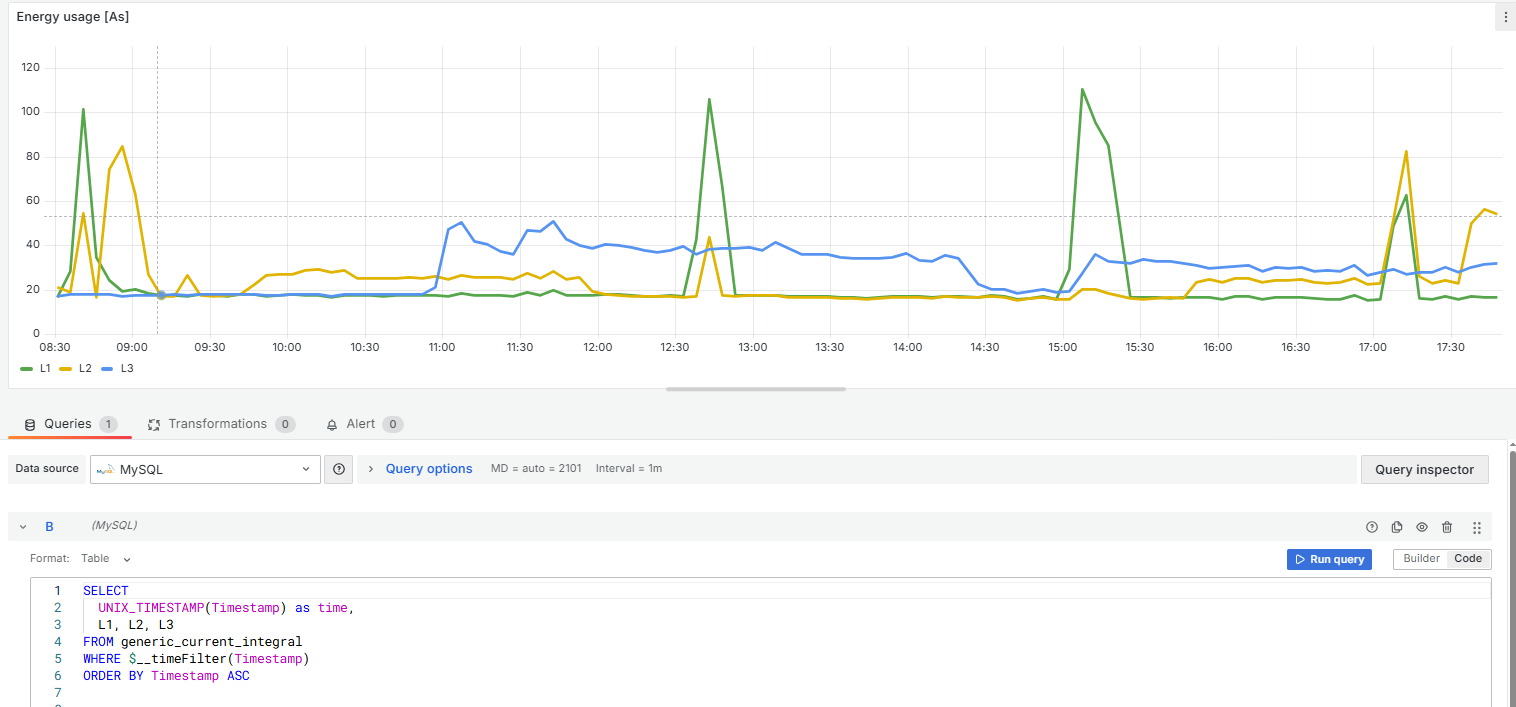 Energy usage [As]
120
100
80
60
40
20
0
08:30 09:00 09:30 10:00 10:30 11:00 11:30 12:00 12:30 13:00 13:30 14:00 14:30 15:00 15:30 16:00 16:30 17:00 17:30
L1 L2 L3
Queries 1 Transformations 0 Alert 0
Data source MySQL Query options MD = auto = 2101 Interval = 1m Query inspector
B (MySQL)
Format: Table Run query Builder Code
1 SELECT
2 UNIX_TIMESTAMP(Timestamp) as time,
3 L1, L2, L3
4 FROM generic_current_integral
5 WHERE $__timeFilter(Timestamp)
6 ORDER BY Timestamp ASC
7